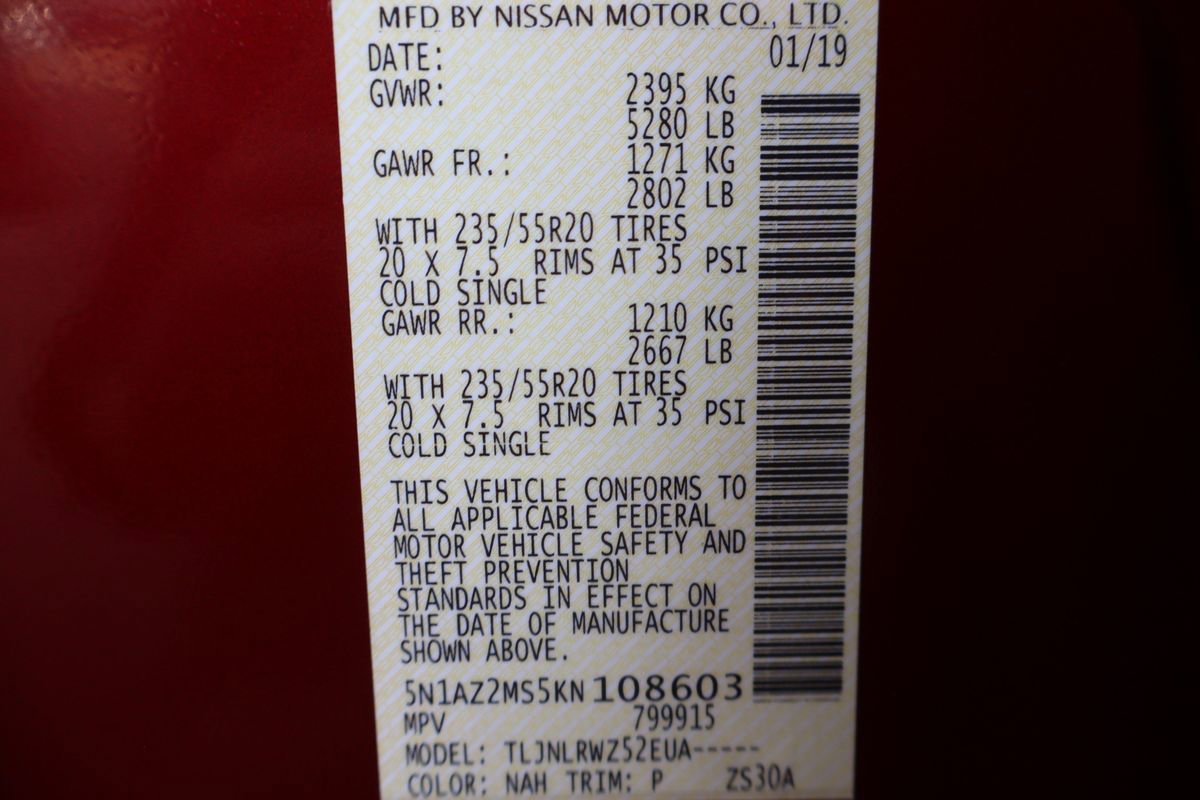 MFD BY NISSAN MOTOR CO., LTD.
DATE: 01/19
GVWR: 2395 KG
5280 LB
GAWR FR.: 1271 KG
2802 LB
WITH 235/55R20 TIRES
20 X 7.5 RIMS AT 35 PSI
COLD SINGLE
GAWR RR.: 1210 KG
2667 LB
WITH 235/55R20 TIRES
20 X 7.5 RIMS AT 35 PSI
COLD SINGLE
THIS VEHICLE CONFORMS TO
ALL APPLICABLE FEDERAL
MOTOR VEHICLE SAFETY AND
THEFT PREVENTION
STANDARDS IN EFFECT ON
THE DATE OF MANUFACTURE
SHOWN ABOVE.
5N1AZ2MS5KN108603
MPV 799915
MODEL: TLJNLRWZ52EUA-----
COLOR: NAH TRIM: P ZS30A